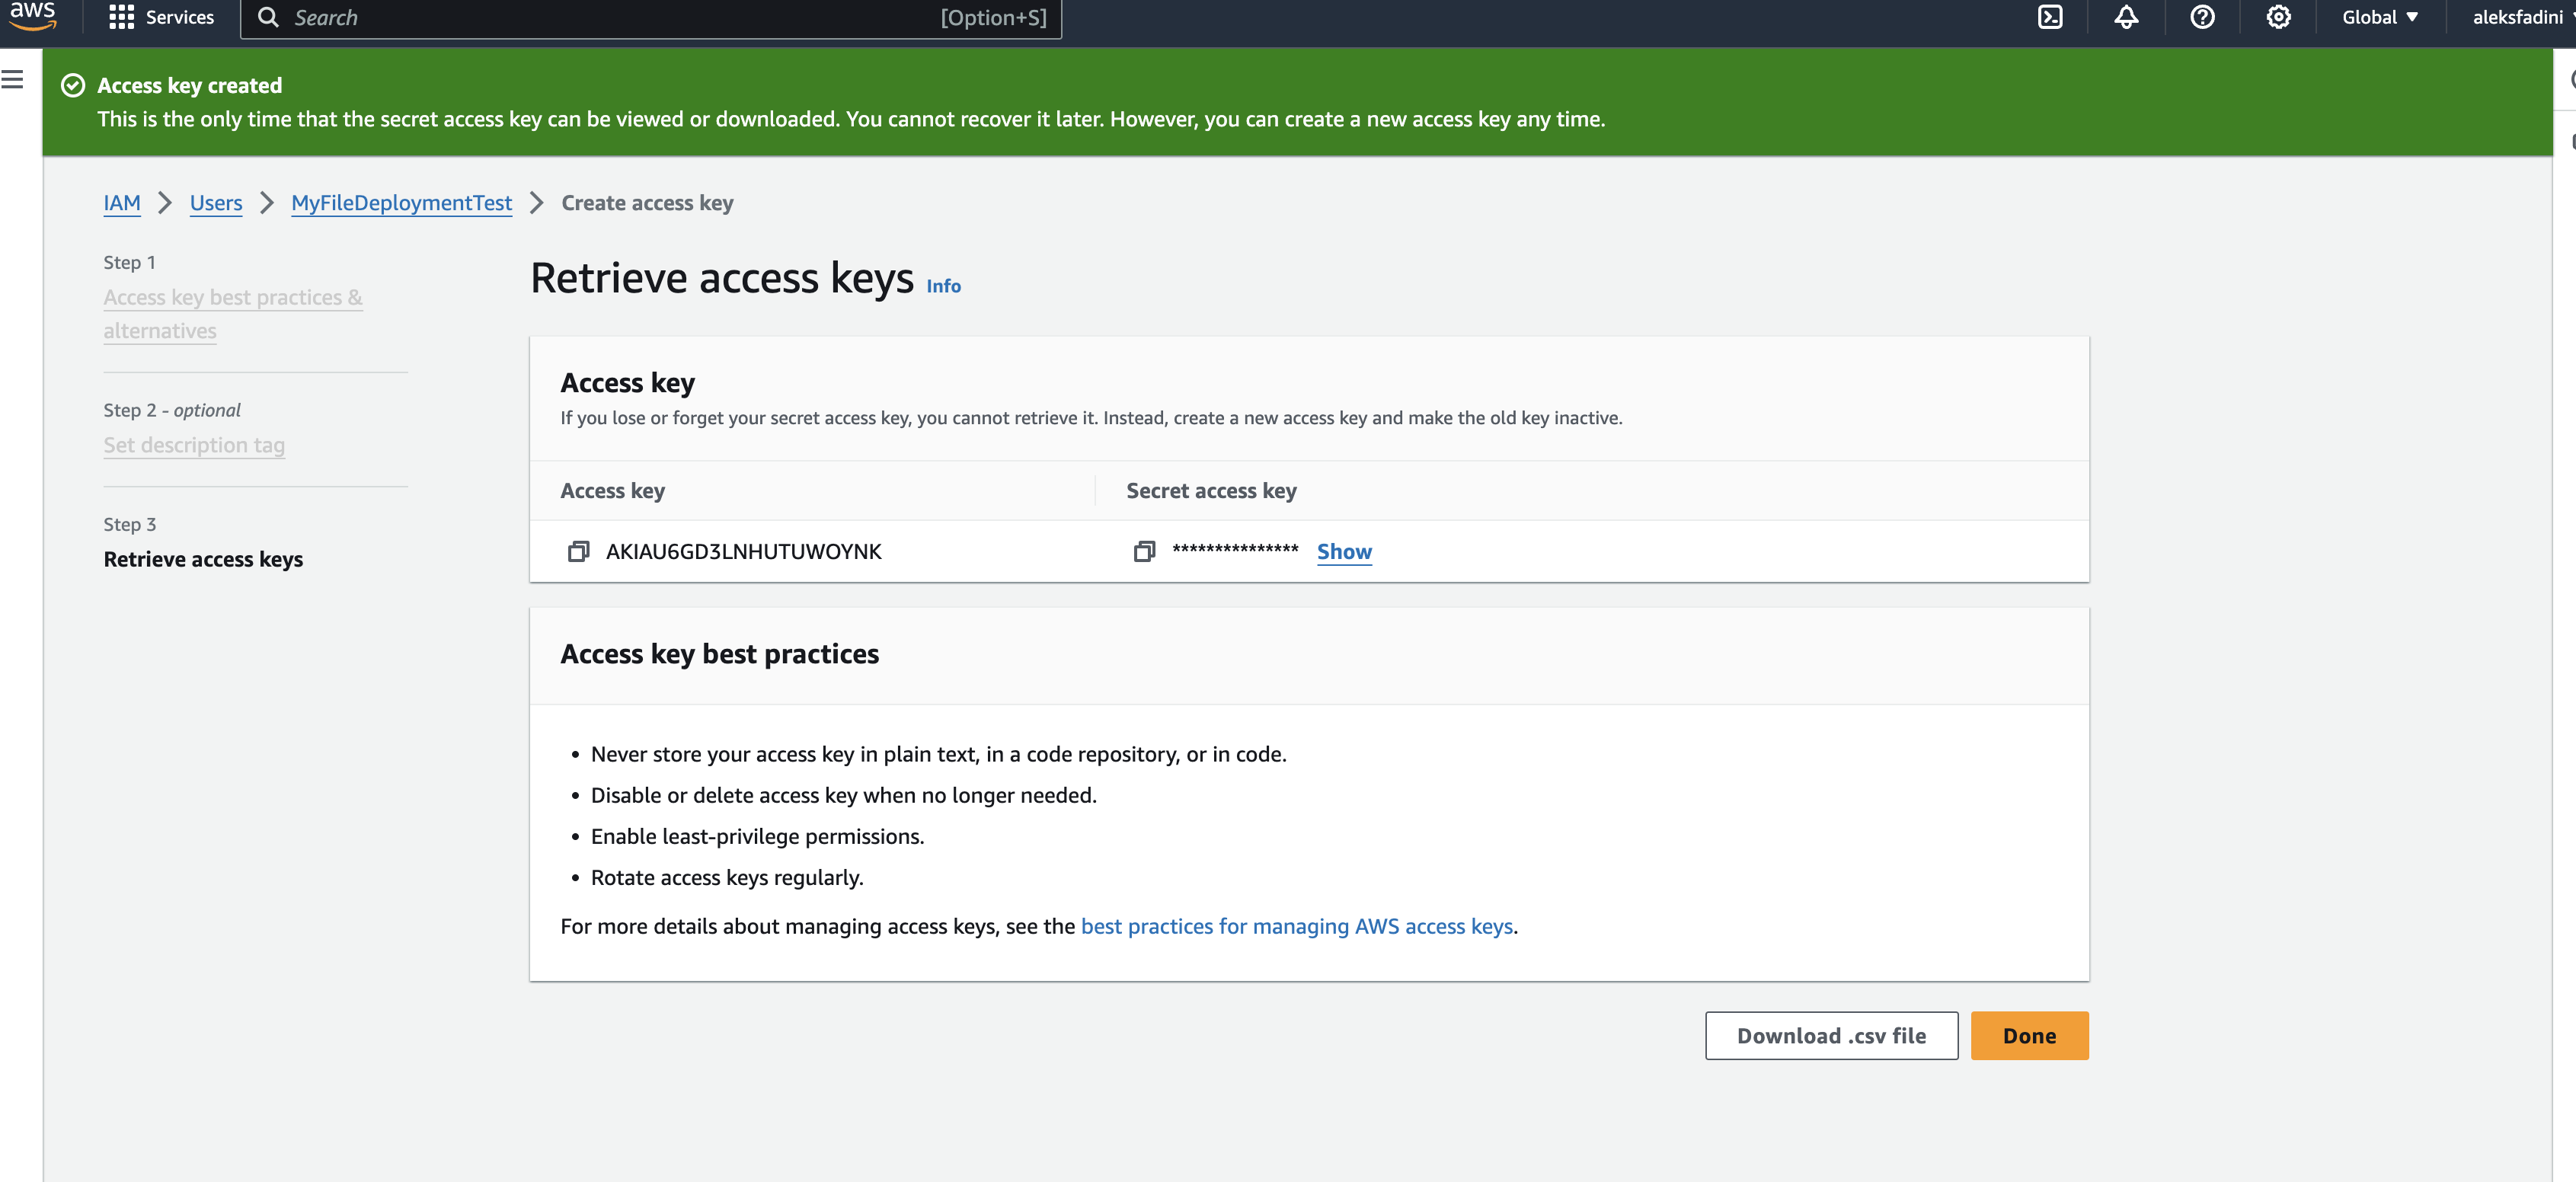 aws
Services
Search
[Option+S]
Global
aleksfadini
Access key created
This is the only time that the secret access key can be viewed or downloaded. You cannot recover it later. However, you can create a new access key any time.
IAM
Users
MyFileDeploymentTest
Create access key
Step 1
Access key best practices &
alternatives
Step 2 - optional
Set description tag
Step 3
Retrieve access keys
Retrieve access keys Info
Access key
If you lose or forget your secret access key, you cannot retrieve it. Instead, create a new access key and make the old key inactive.
Access key
Secret access key
AKIAU6GD3LNHUTUWOYNK
*************** Show
Access key best practices
• Never store your access key in plain text, in a code repository, or in code.
• Disable or delete access key when no longer needed.
• Enable least-privilege permissions.
• Rotate access keys regularly.
For more details about managing access keys, see the best practices for managing AWS access keys.
Download .csv file
Done